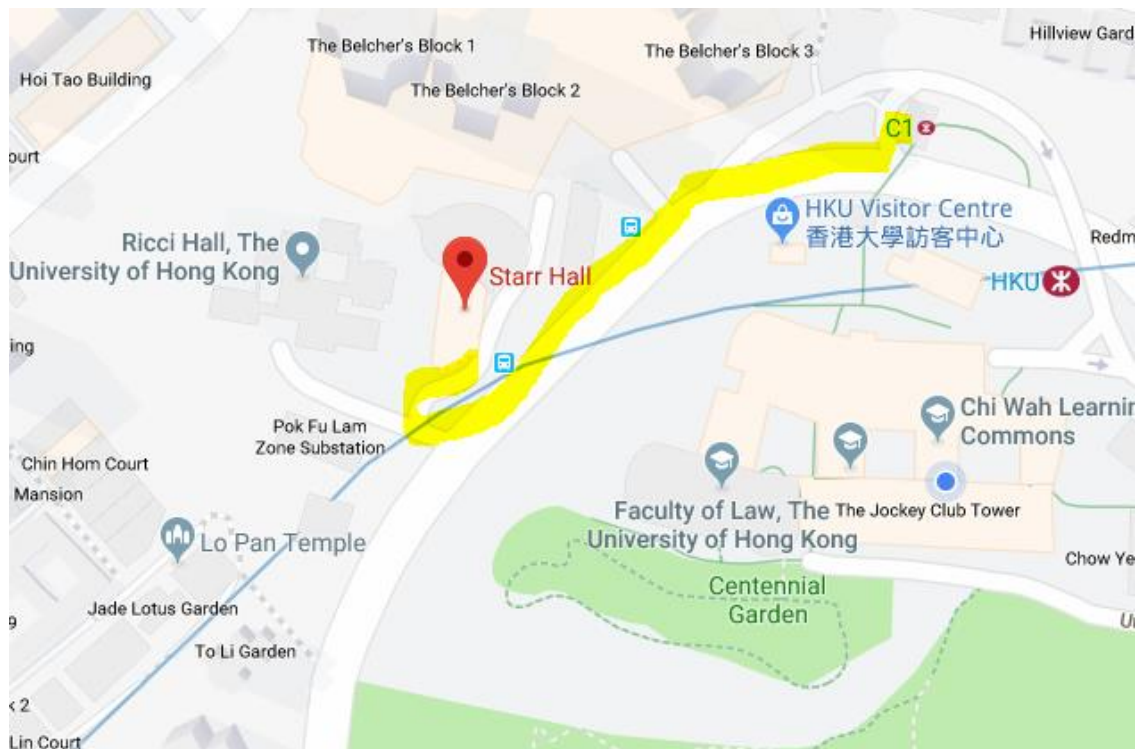 The Belcher's Block 1
The Belcher's Block 3
Hillview Gard
Hoi Tao Building
The Belcher's Block 2
C1
ourt
HKU Visitor Centre
香港大學訪客中心
Ricci Hall, The
University of Hong Kong
Redm
Starr Hall
HKU
ing
Pok Fu Lam
Zone Substation
Chi Wah Learnin
Commons
Chin Hom Court
Mansion
Faculty of Law, The
University of Hong Kong
The Jockey Club Tower
Lo Pan Temple
Chow Ye
Centennial
Garden
Jade Lotus Garden
9
Un
To Li Garden
k 2
Lin Court